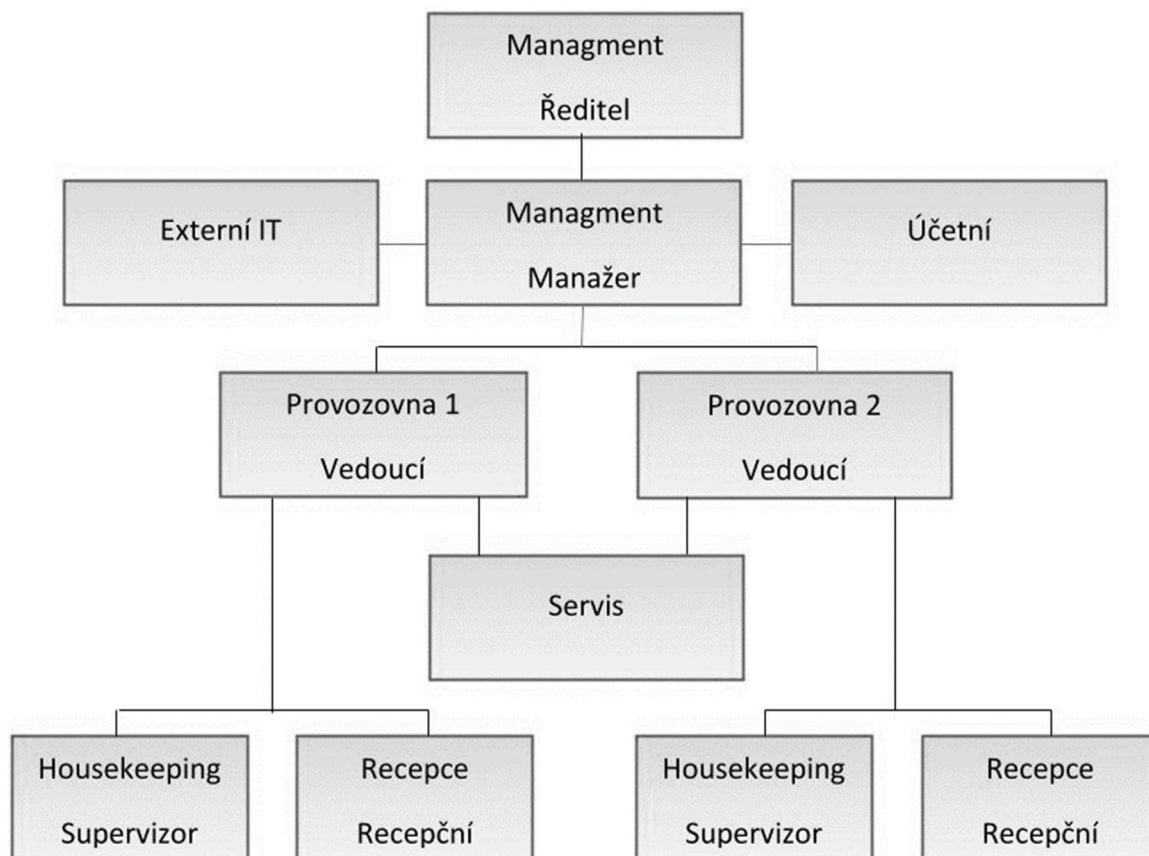 Managment
Ředitel
Externí IT
Managment
Manažer
Účetní
Provozovna 1
Vedoucí
Provozovna 2
Vedoucí
Servis
Housekeeping
Supervizor
Recepce
Recepční
Housekeeping
Supervizor
Recepce
Recepční